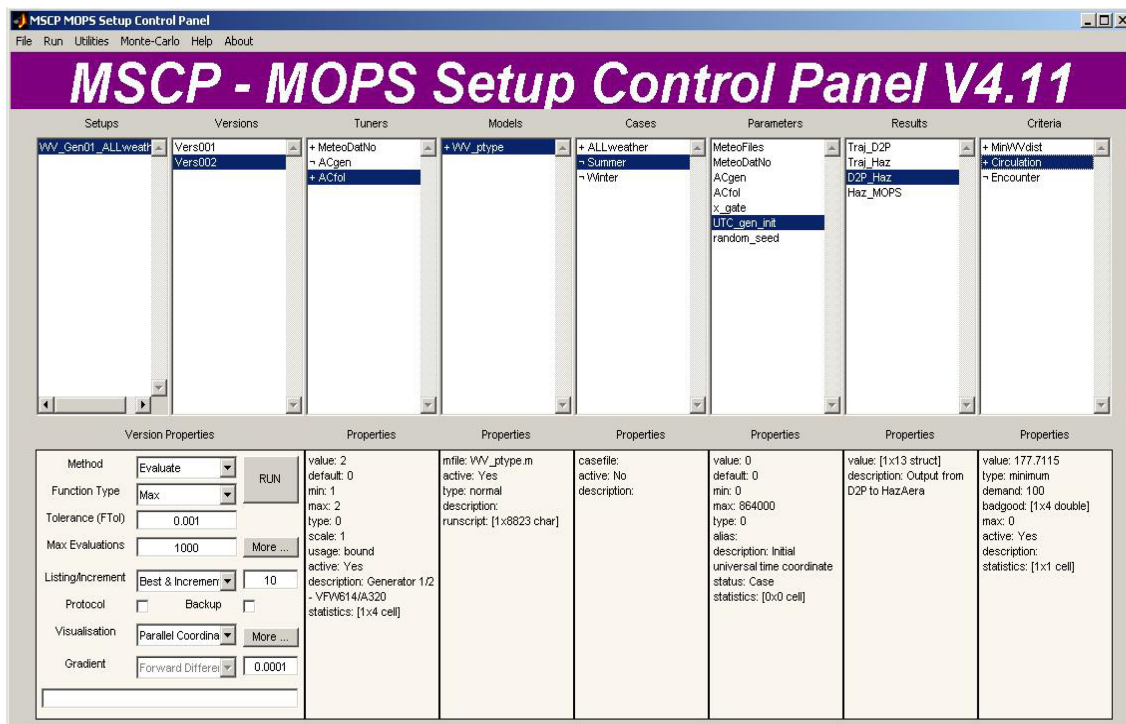 MSCP MOPS Setup Control Panel
File Run Utilities Monte-Carlo Help About
MSCP - MOPS Setup Control Panel V4.11
Setups Versions Tuners Models Cases Parameters Results Criteria
WV_Gen01_ALLweath
Vers001
Vers002
+ MeteoDatNo
¬ ACgen
+ ACfol
+ WV_ptype
+ ALLweather
¬ Summer
¬ Winter
MeteoFiles
MeteoDatNo
ACgen
ACfol
x_gate
UTC_gen_init
random_seed
Traj_D2P
Traj_Haz
D2P_Haz
Haz_MOPS
+ MinWVdist
+ Circulation
¬ Encounter
Version Properties Properties Properties Properties Properties Properties Properties
Method Evaluate RUN
Function Type Max
Tolerance (FTol) 0.001
Max Evaluations 1000 More ...
Listing/Increment Best & Incremen 10
Protocol Backup
Visualisation Parallel Coordina More ...
Gradient Forward Differen 0.0001
value: 2
default: 0
min: 1
max: 2
type: 0
scale: 1
usage: bound
active: Yes
description: Generator 1/2
- VFW614/A320
statistics: [1x4 cell]
mfile: WV_ptype.m
active: Yes
type: normal
description:
runscript: [1x8823 char]
casefile:
active: No
description:
value: 0
default: 0
min: 0
max: 864000
type: 0
alias:
description: Initial
universal time coordinate
status: Case
statistics: [0x0 cell]
value: [1x13 struct]
description: Output from
D2P to HazAera
value: 177.7115
type: minimum
demand: 100
badgood: [1x4 double]
max: 0
active: Yes
description:
statistics: [1x1 cell]